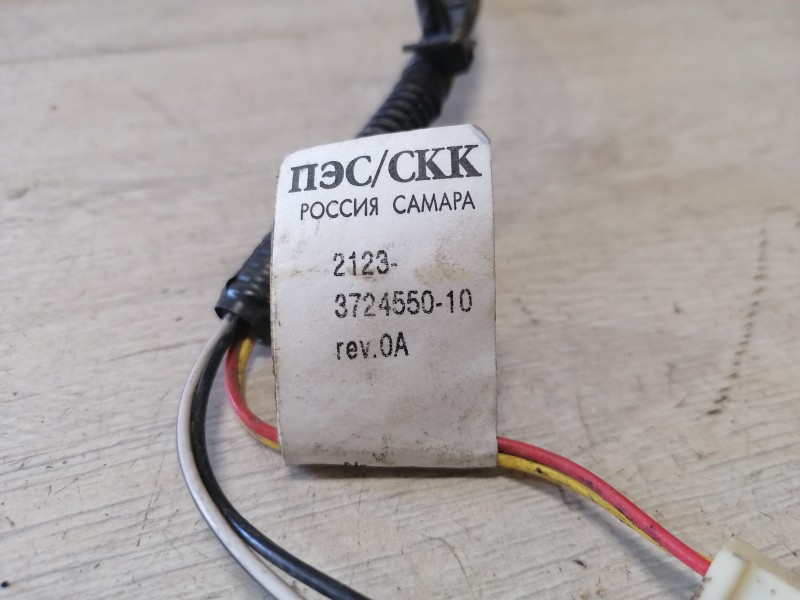 ПЭС/СКК
РОССИЯ САМАРА
2123-
3724550-10
rev.0A